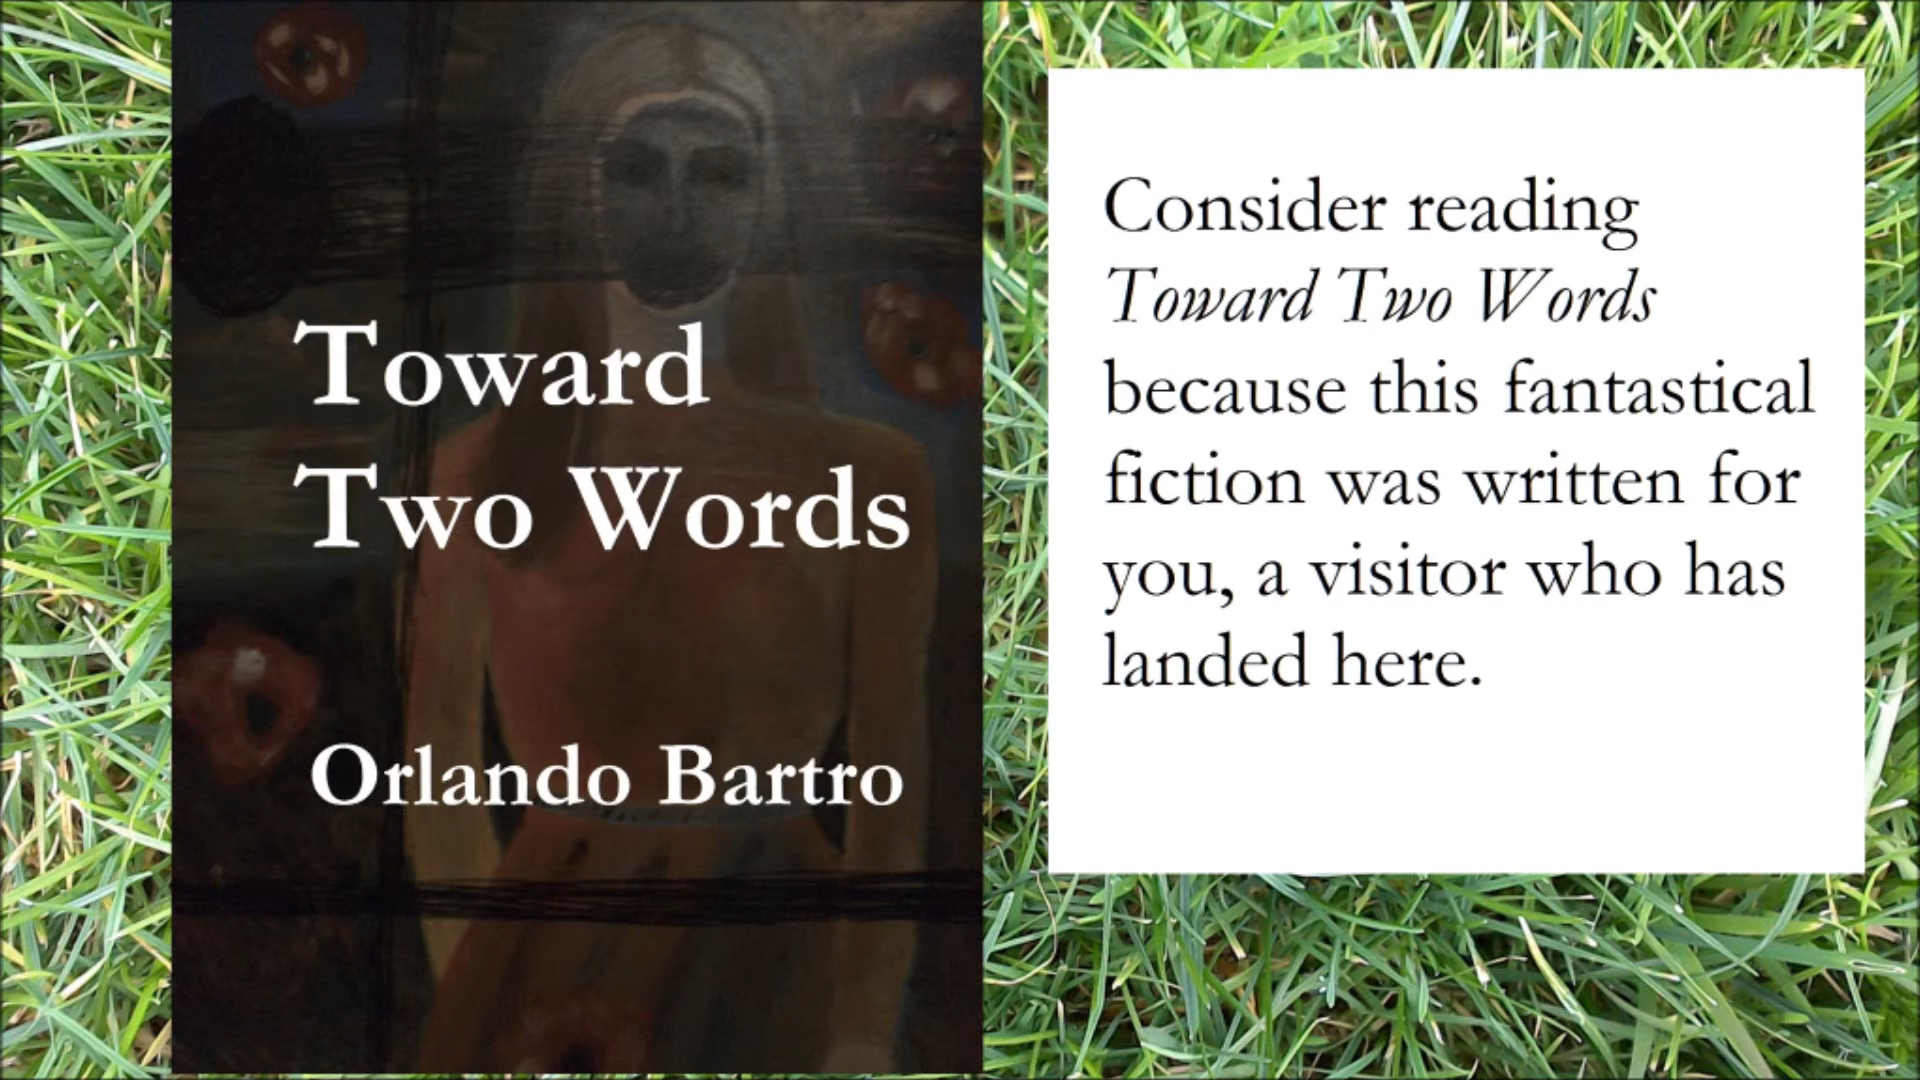 Toward
Two Words
Orlando Bartro
Consider reading
Toward Two Words
because this fantastical
fiction was written for
you, a visitor who has
landed here.